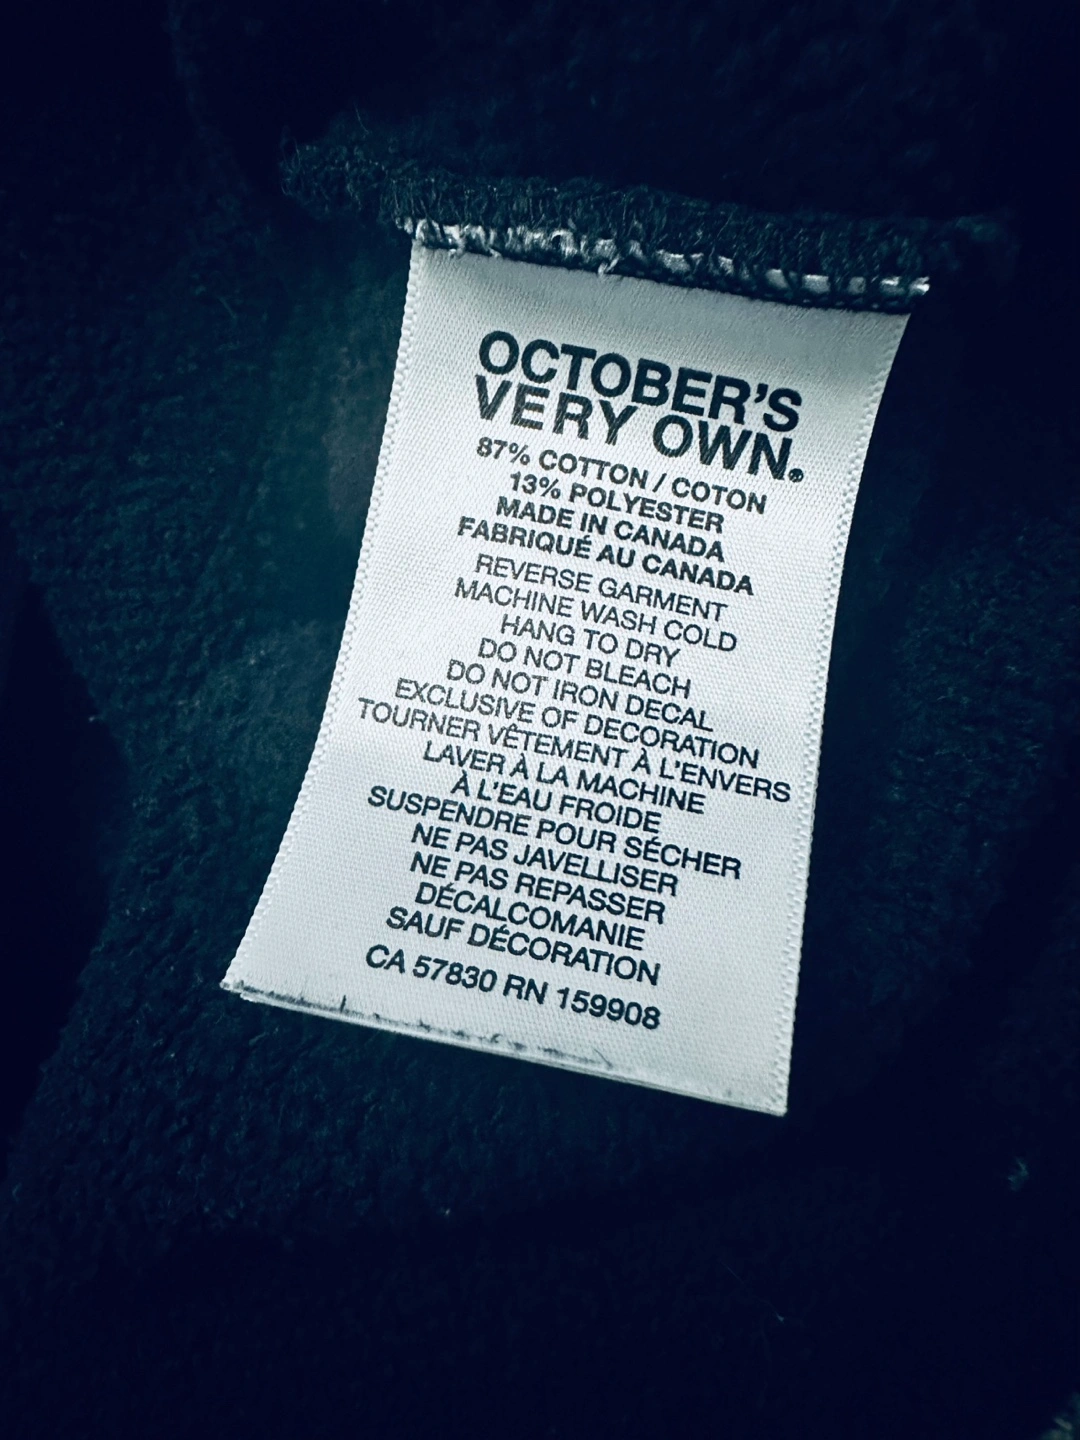 OCTOBER'S
VERY OWN®
87% COTTON / COTON
13% POLYESTER
MADE IN CANADA
FABRIQUÉ AU CANADA
REVERSE GARMENT
MACHINE WASH COLD
HANG TO DRY
DO NOT BLEACH
DO NOT IRON DECAL
EXCLUSIVE OF DECORATION
TOURNER VÊTEMENT À L'ENVERS
LAVER À LA MACHINE
À L'EAU FROIDE
SUSPENDRE POUR SÉCHER
NE PAS JAVELLISER
NE PAS REPASSER
DÉCALCOMANIE
SAUF DÉCORATION
CA 57830 RN 159908